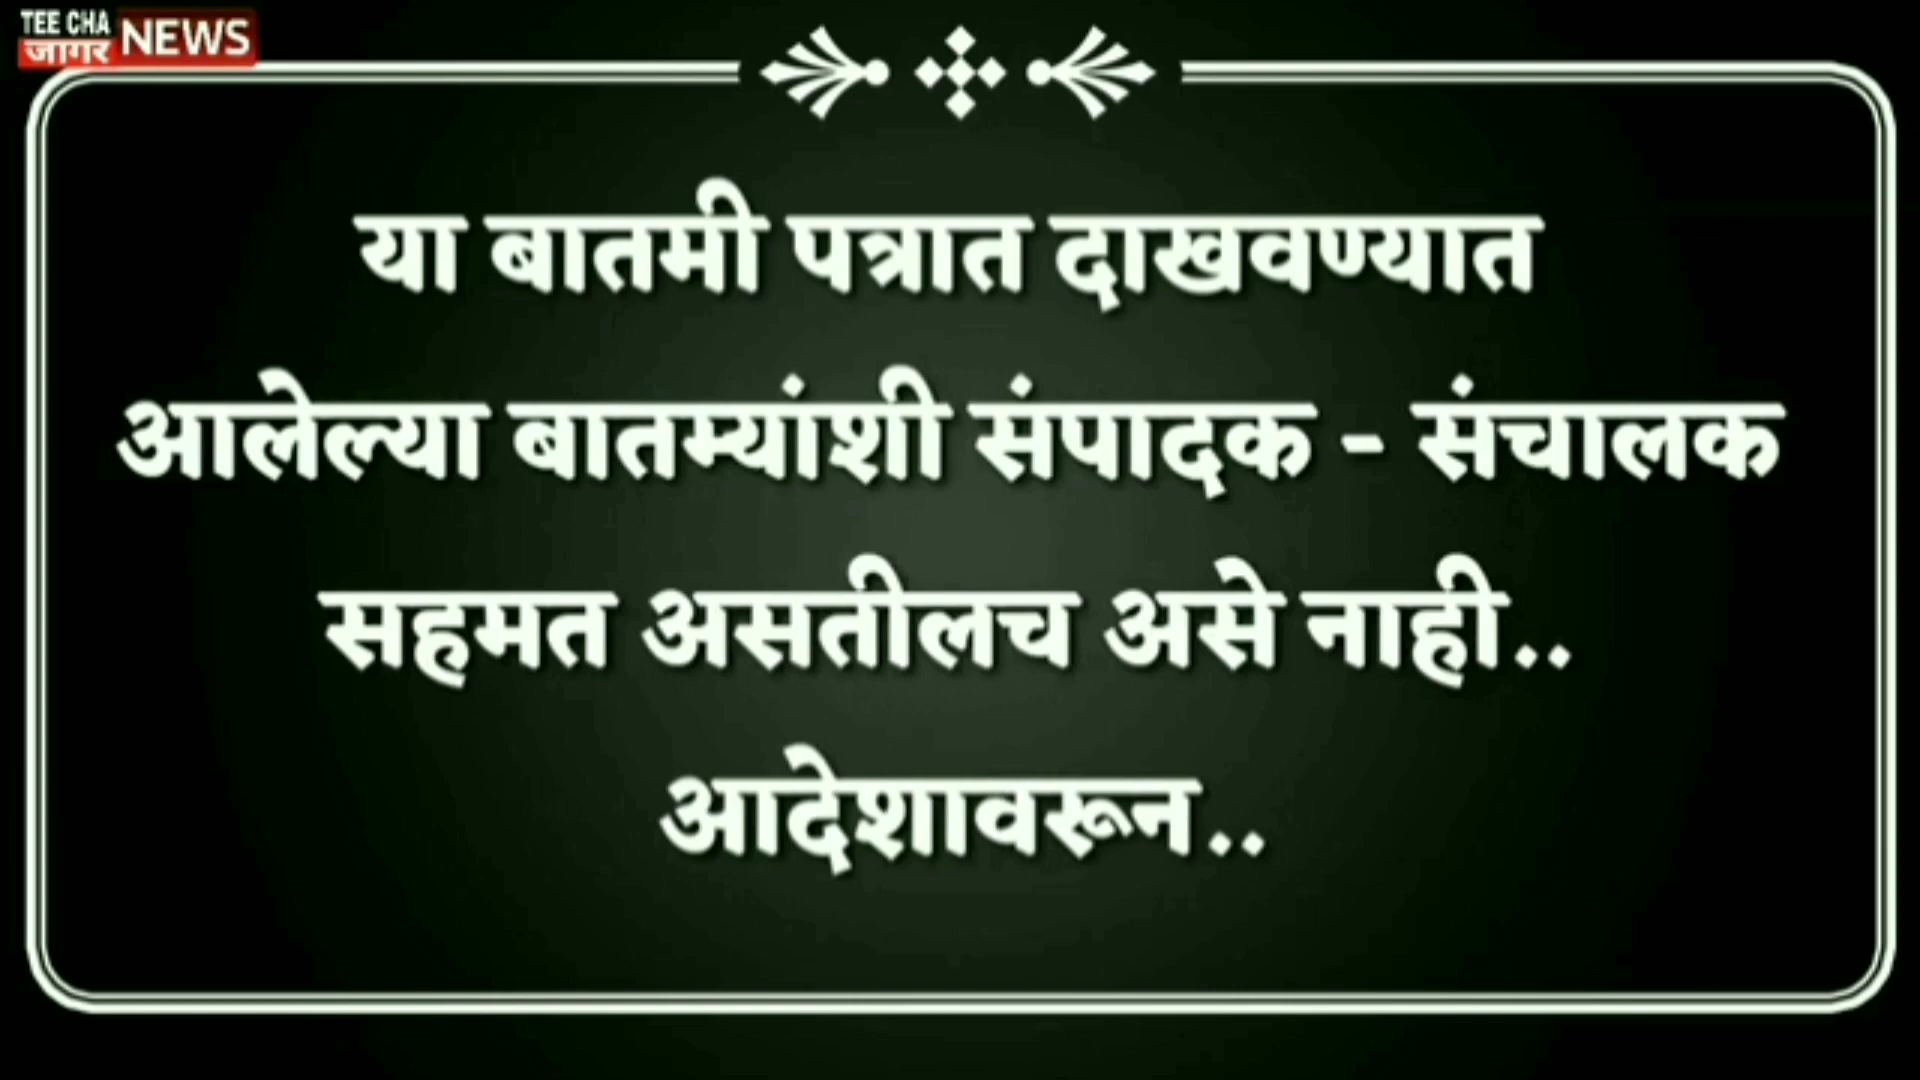 TEE CHA
जागर NEWS
या बातमी पत्रात दाखवण्यात
आलेल्या बातम्यांशी संपादक - संचालक
सहमत असतीलच असे नाही..
आदेशावरून..